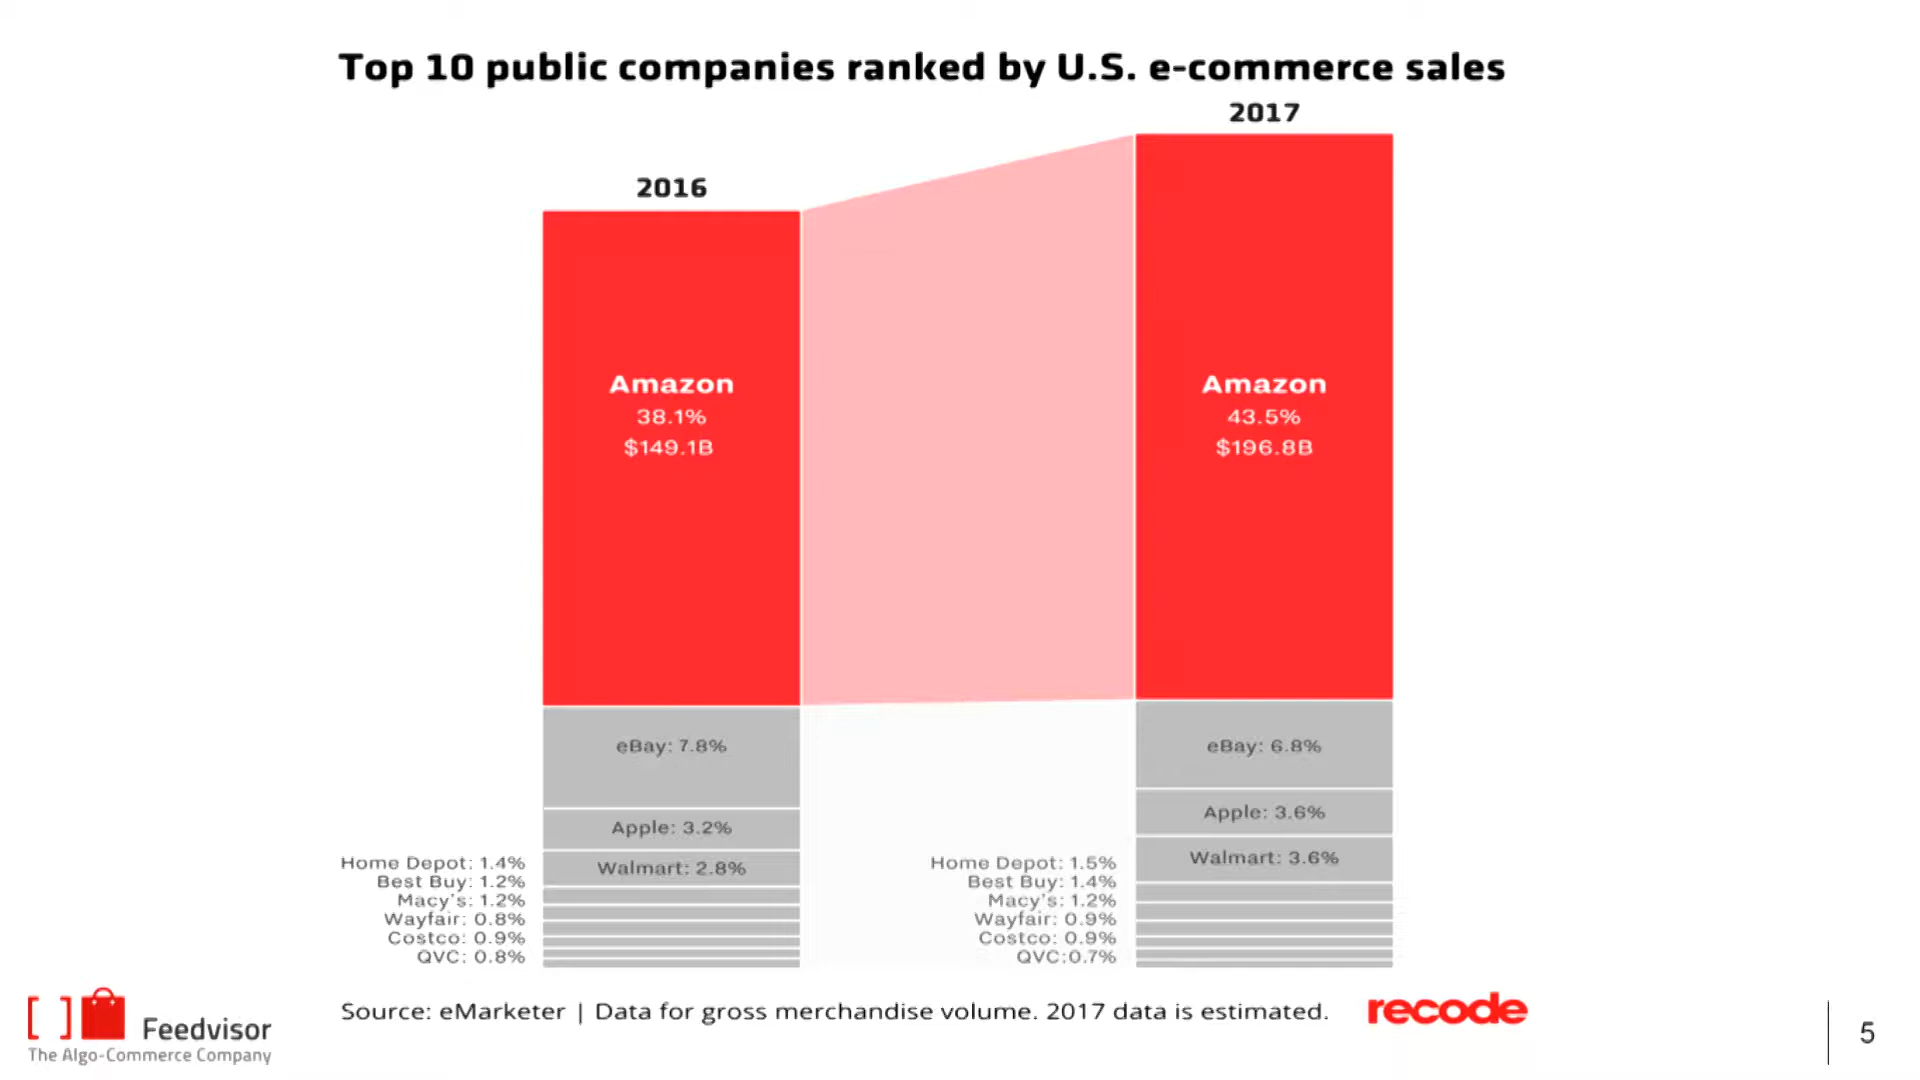 Top 10 public companies ranked by U.S. e-commerce sales
2016
Amazon
38.1%
$149.1B
eBay: 7.8%
Apple: 3.2%
Walmart: 2.8%
Home Depot: 1.4%
Best Buy: 1.2%
Macy's: 1.2%
Wayfair: 0.8%
Costco: 0.9%
QVC: 0.8%
2017
Amazon
43.5%
$196.8B
eBay: 6.8%
Apple: 3.6%
Walmart: 3.6%
Home Depot: 1.5%
Best Buy: 1.4%
Macy's: 1.2%
Wayfair: 0.9%
Costco: 0.9%
QVC:0.7%
Source: eMarketer | Data for gross merchandise volume. 2017 data is estimated.
recode
Feedvisor
The Algo-Commerce Company
5